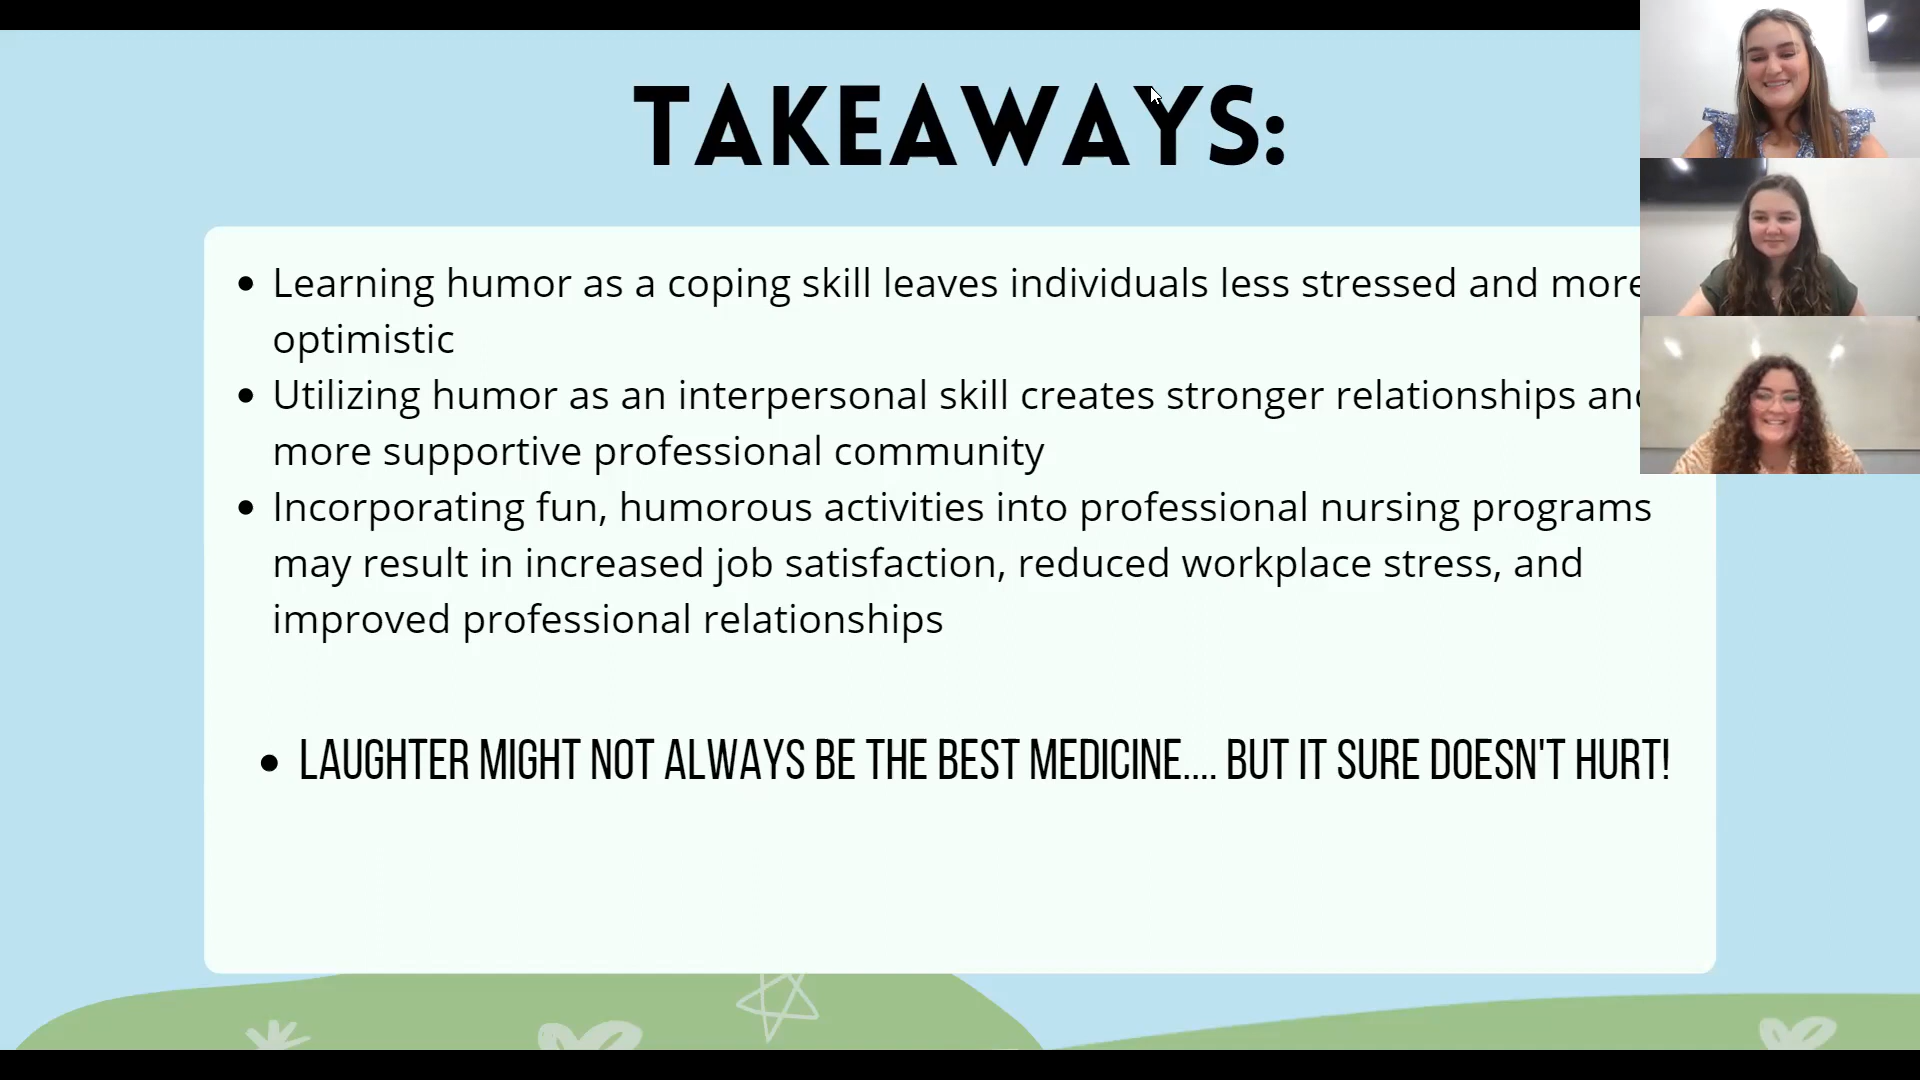 TAKEAWAYS:
• Learning humor as a coping skill leaves individuals less stressed and more
optimistic
• Utilizing humor as an interpersonal skill creates stronger relationships and
more supportive professional community
• Incorporating fun, humorous activities into professional nursing programs
may result in increased job satisfaction, reduced workplace stress, and
improved professional relationships
• LAUGHTER MIGHT NOT ALWAYS BE THE BEST MEDICINE.... BUT IT SURE DOESN'T HURT!